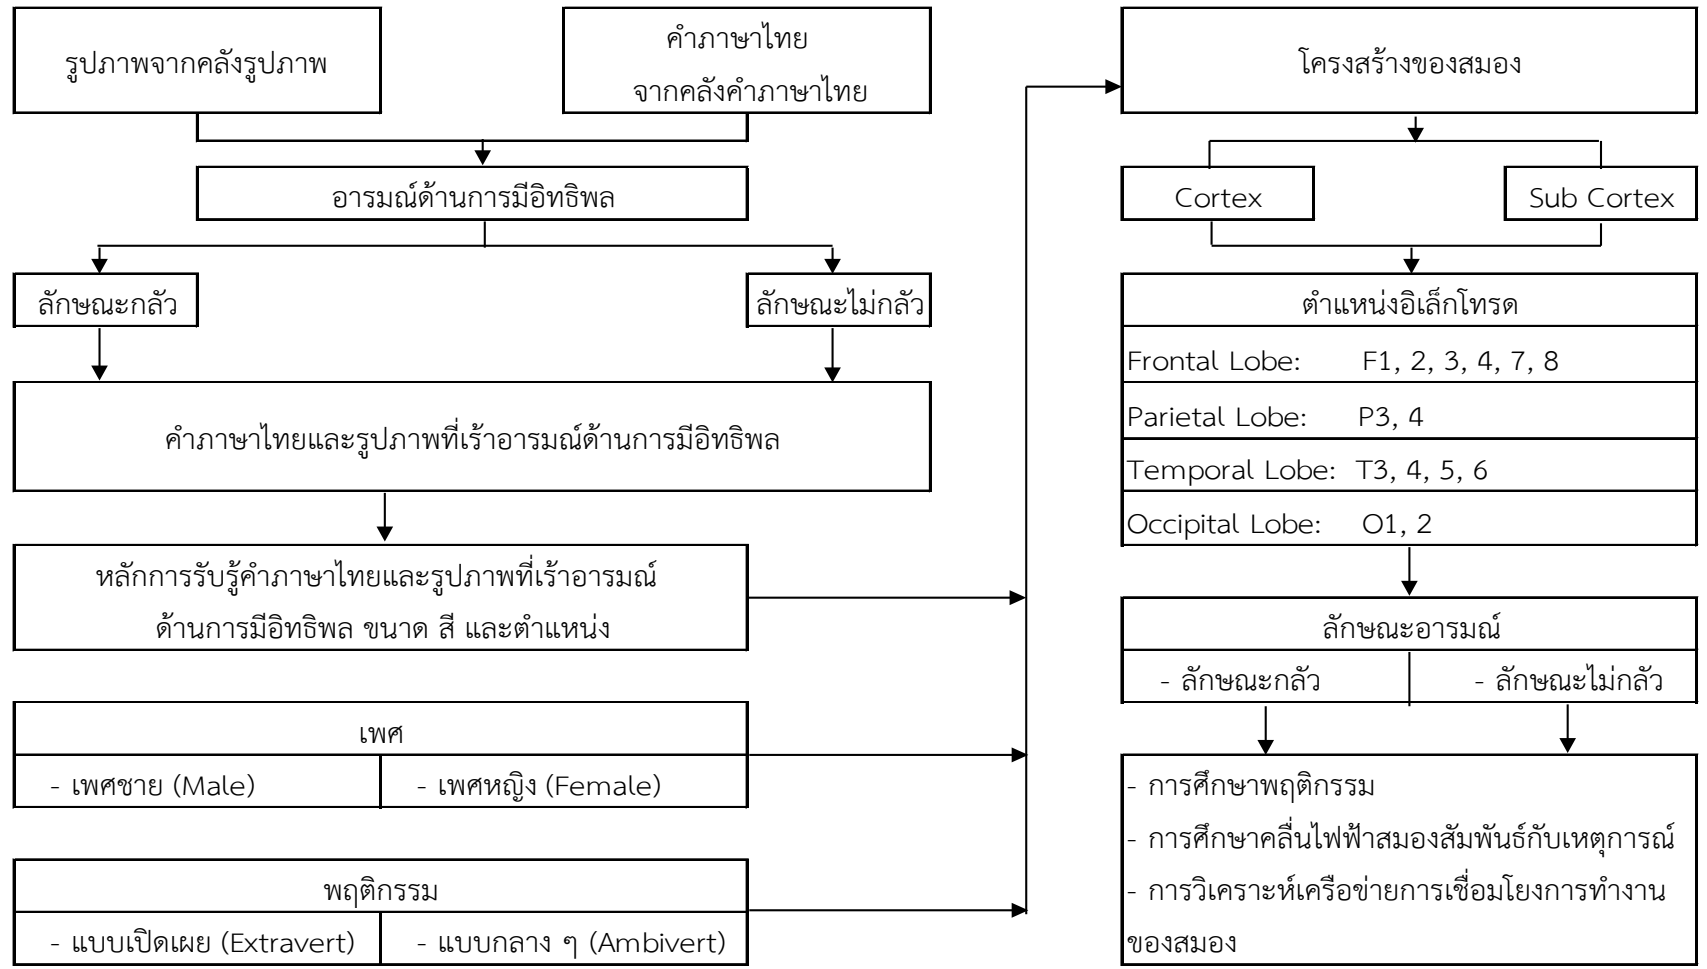 รูปภาพจากคลังรูปภาพ
คำภาษาไทย
จากคลังคำภาษาไทย
อารมณ์ด้านการมีอิทธิพล
ลักษณะกลัว
ลักษณะไม่กลัว
คำภาษาไทยและรูปภาพที่เร้าอารมณ์ด้านการมีอิทธิพล
หลักการรับรู้คำภาษาไทยและรูปภาพที่เร้าอารมณ์
ด้านการมีอิทธิพล ขนาด สี และตำแหน่ง
เพศ
- เพศชาย (Male)
- เพศหญิง (Female)
พฤติกรรม
- แบบเปิดเผย (Extravert)
- แบบกลาง ๆ (Ambivert)
โครงสร้างของสมอง
Cortex
Sub Cortex
ตำแหน่งอิเล็กโทรด
Frontal Lobe: F1, 2, 3, 4, 7, 8
Parietal Lobe: P3, 4
Temporal Lobe: T3, 4, 5, 6
Occipital Lobe: O1, 2
ลักษณะอารมณ์
- ลักษณะกลัว
- ลักษณะไม่กลัว
- การศึกษาพฤติกรรม
- การศึกษาคลื่นไฟฟ้าสมองสัมพันธ์กับเหตุการณ์
- การวิเคราะห์เครือข่ายการเชื่อมโยงการทำงาน
ของสมอง